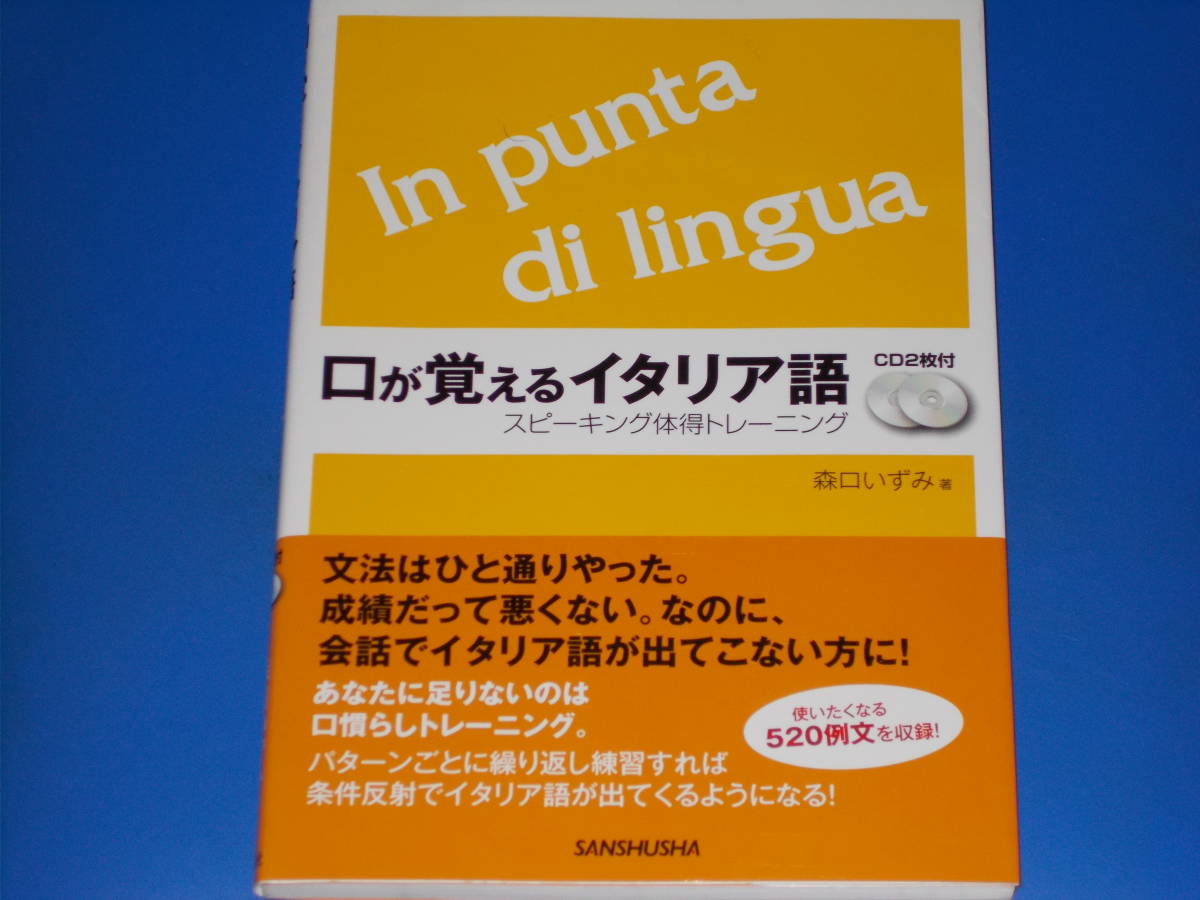 In punta
di lingua
口が覚えるイタリア語
スピーキング体得トレーニング
CD2枚付
森口いずみ 著
文法はひと通りやった。
成績だって悪くない。なのに、
会話でイタリア語が出てこない方に!
あなたに足りないのは
口慣らしトレーニング。
パターンごとに繰り返し練習すれば
条件反射でイタリア語が出てくるようになる!
使いたくなる
520例文を収録!
SANSHUSHA